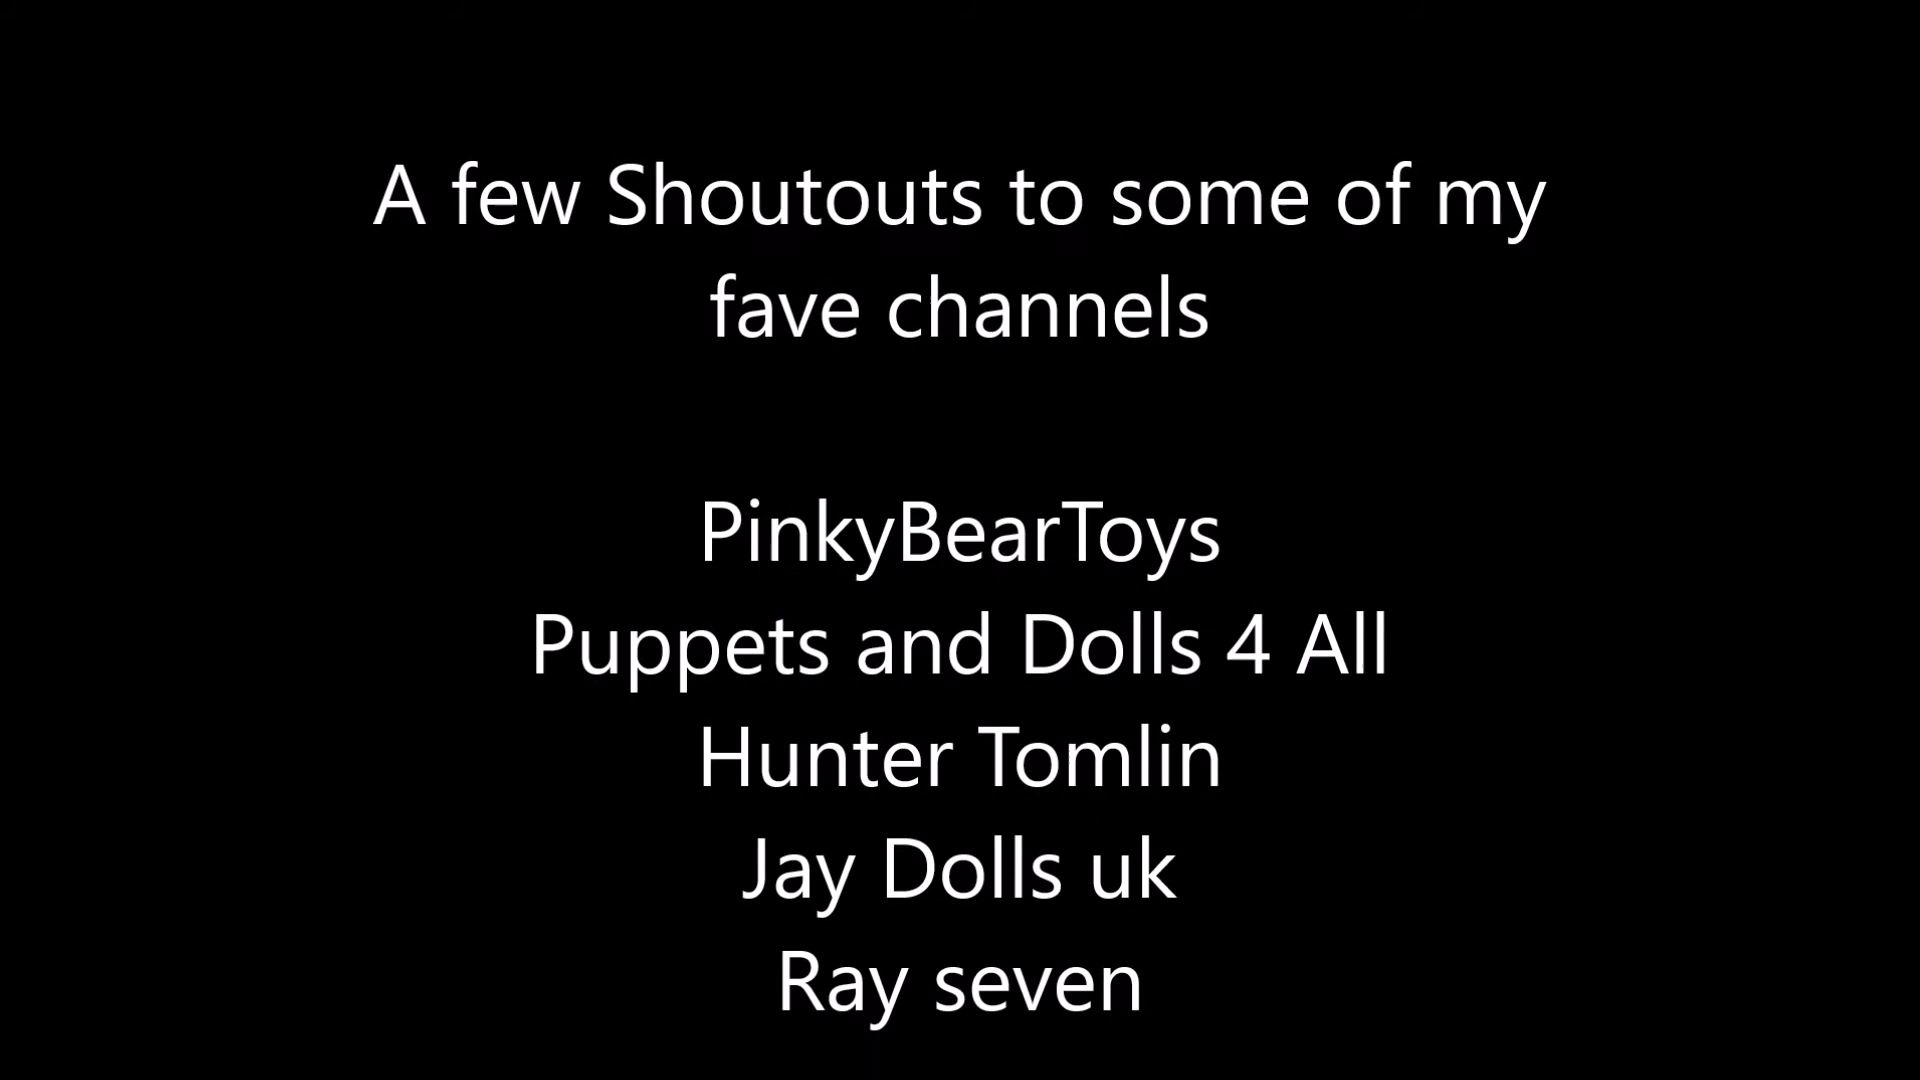 A few Shoutouts to some of my
fave channels
PinkyBearToys
Puppets and Dolls 4 All
Hunter Tomlin
Jay Dolls uk
Ray seven